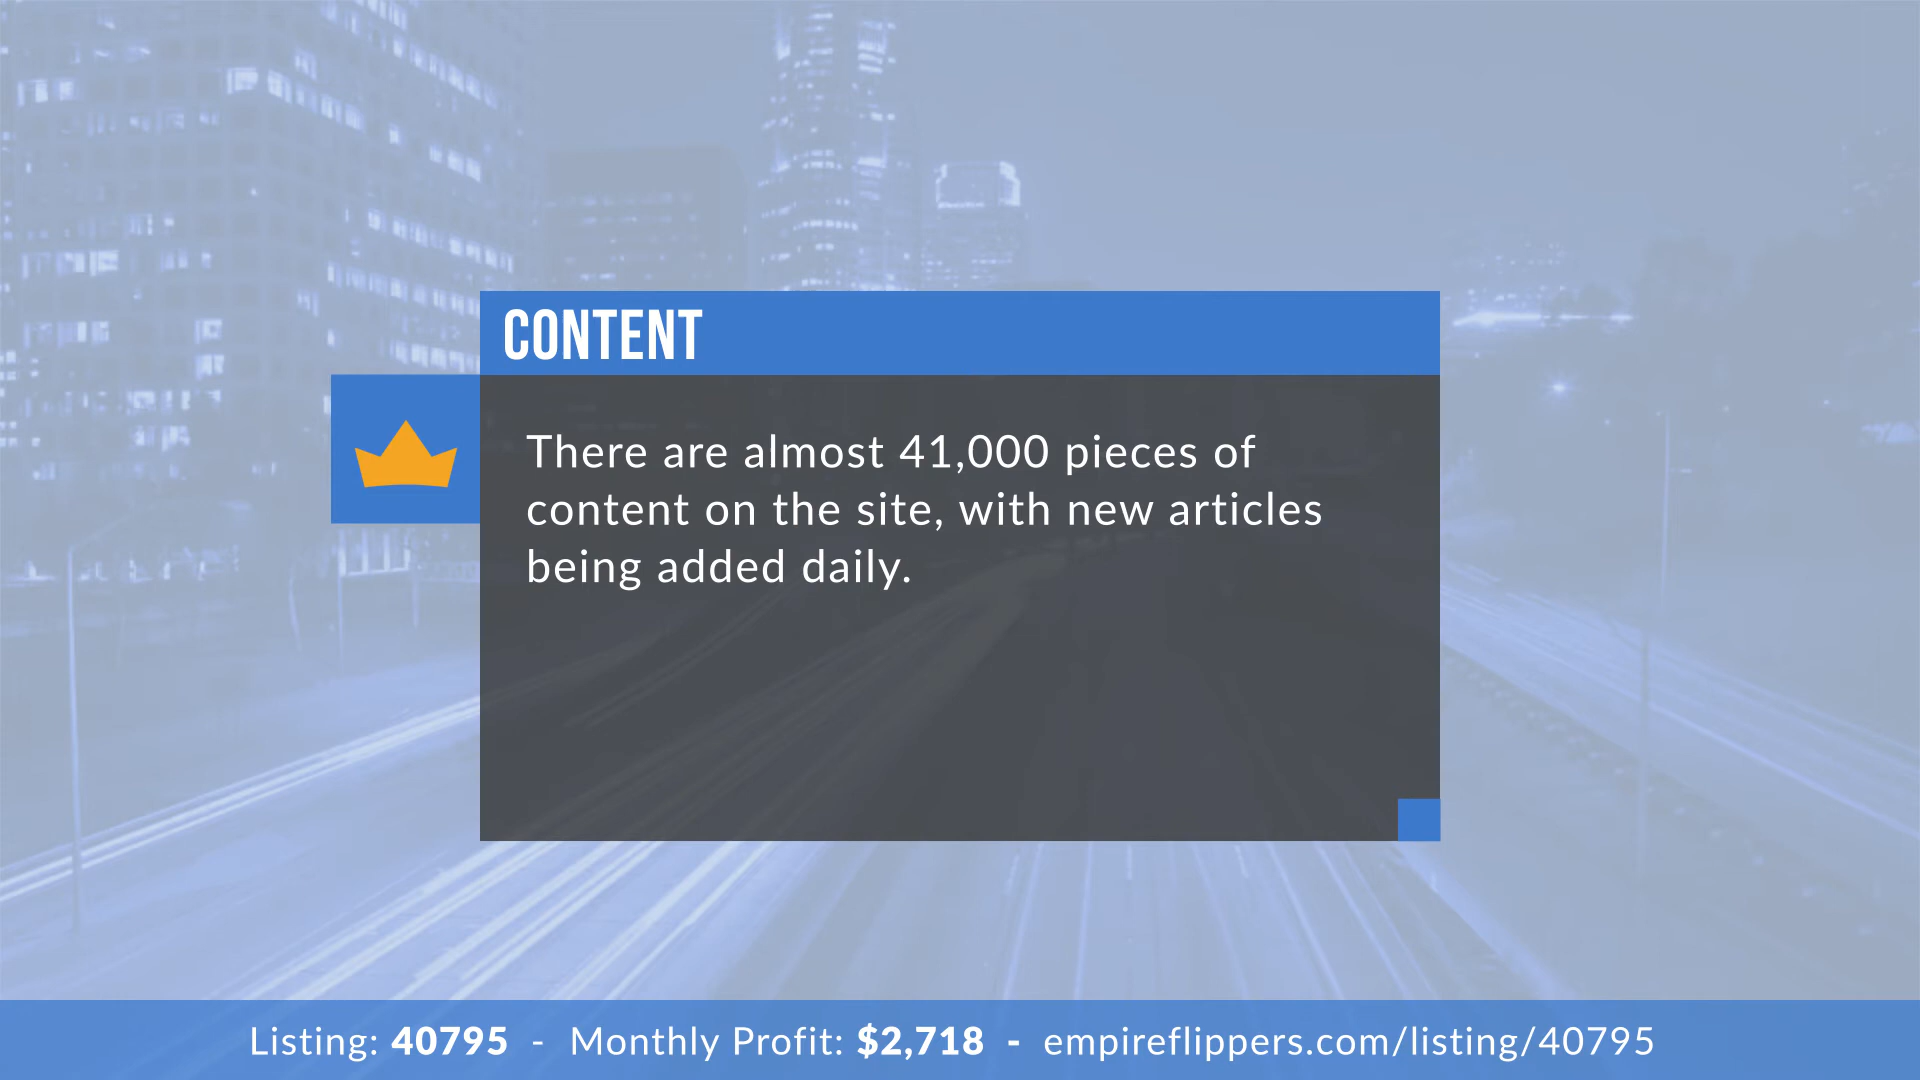 CONTENT
There are almost 41,000 pieces of
content on the site, with new articles
being added daily.
Listing: 40795 - Monthly Profit: $2,718 - empireflippers.com/listing/40795